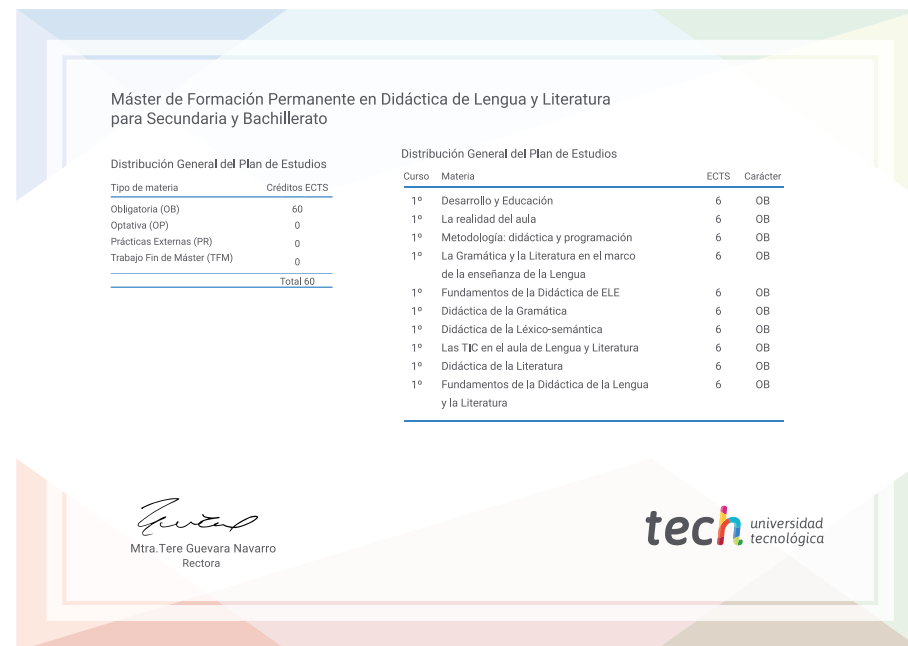 Máster de Formación Permanente en Didáctica de Lengua y Literatura
para Secundaria y Bachillerato
Distribución General del Plan de Estudios
Tipo de materia Créditos ECTS
Obligatoria (OB) 60
Optativa (OP) 0
Prácticas Externas (PR) 0
Trabajo Fin de Máster (TFM) 0
Total 60
Distribución General del Plan de Estudios
Curso Materia ECTS Carácter
1º Desarrollo y Educación 6 OB
1º La realidad del aula 6 OB
1º Metodología: didáctica y programación 6 OB
1º La Gramática y la Literatura en el marco 6 OB
de la enseñanza de la Lengua
1º Fundamentos de la Didáctica de ELE 6 OB
1º Didáctica de la Gramática 6 OB
1º Didáctica de la Léxico-semántica 6 OB
1º Las TIC en el aula de Lengua y Literatura 6 OB
1º Didáctica de la Literatura 6 OB
1º Fundamentos de la Didáctica de la Lengua 6 OB
y la Literatura
Mtra.Tere Guevara Navarro
Rectora
tech universidad
tecnológica